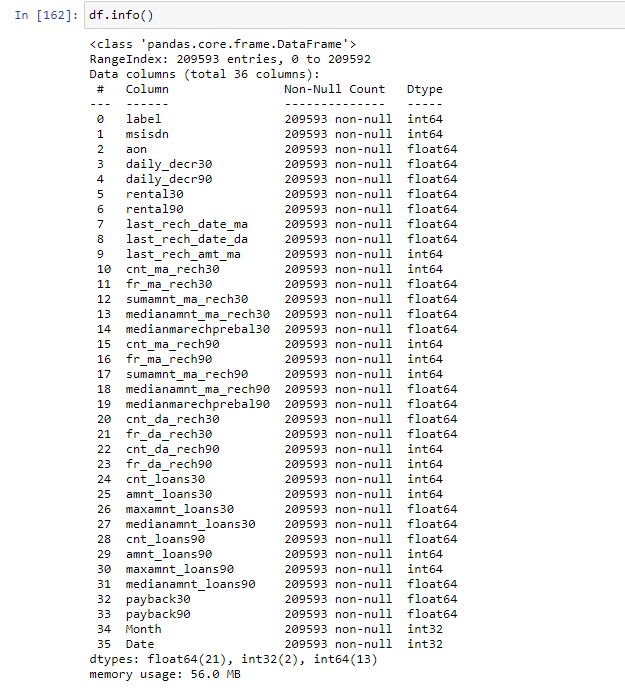 In [162]: df.info()
<class 'pandas.core.frame.DataFrame'>
RangeIndex: 209593 entries, 0 to 209592
Data columns (total 36 columns):
 #   Column                Non-Null Count   Dtype
---  ------                --------------   -----
 0   label                 209593 non-null  int64
 1   msisdn                209593 non-null  int64
 2   aon                   209593 non-null  float64
 3   daily_decr30          209593 non-null  float64
 4   daily_decr90          209593 non-null  float64
 5   rental30              209593 non-null  float64
 6   rental90              209593 non-null  float64
 7   last_rech_date_ma     209593 non-null  float64
 8   last_rech_date_da     209593 non-null  float64
 9   last_rech_amt_ma      209593 non-null  int64
 10  cnt_ma_rech30         209593 non-null  int64
 11  fr_ma_rech30          209593 non-null  float64
 12  sumamnt_ma_rech30     209593 non-null  float64
 13  medianamnt_ma_rech30  209593 non-null  float64
 14  medianmarechprebal30  209593 non-null  float64
 15  cnt_ma_rech90         209593 non-null  int64
 16  fr_ma_rech90          209593 non-null  int64
 17  sumamnt_ma_rech90     209593 non-null  int64
 18  medianamnt_ma_rech90  209593 non-null  float64
 19  medianmarechprebal90  209593 non-null  float64
 20  cnt_da_rech30         209593 non-null  float64
 21  fr_da_rech30          209593 non-null  float64
 22  cnt_da_rech90         209593 non-null  int64
 23  fr_da_rech90          209593 non-null  int64
 24  cnt_loans30           209593 non-null  int64
 25  amnt_loans30          209593 non-null  int64
 26  maxamnt_loans30       209593 non-null  float64
 27  medianamnt_loans30    209593 non-null  float64
 28  cnt_loans90           209593 non-null  float64
 29  amnt_loans90          209593 non-null  int64
 30  maxamnt_loans90       209593 non-null  int64
 31  medianamnt_loans90    209593 non-null  float64
 32  payback30             209593 non-null  float64
 33  payback90             209593 non-null  float64
 34  Month                 209593 non-null  int32
 35  Date                  209593 non-null  int32
dtypes: float64(21), int32(2), int64(13)
memory usage: 56.0 MB